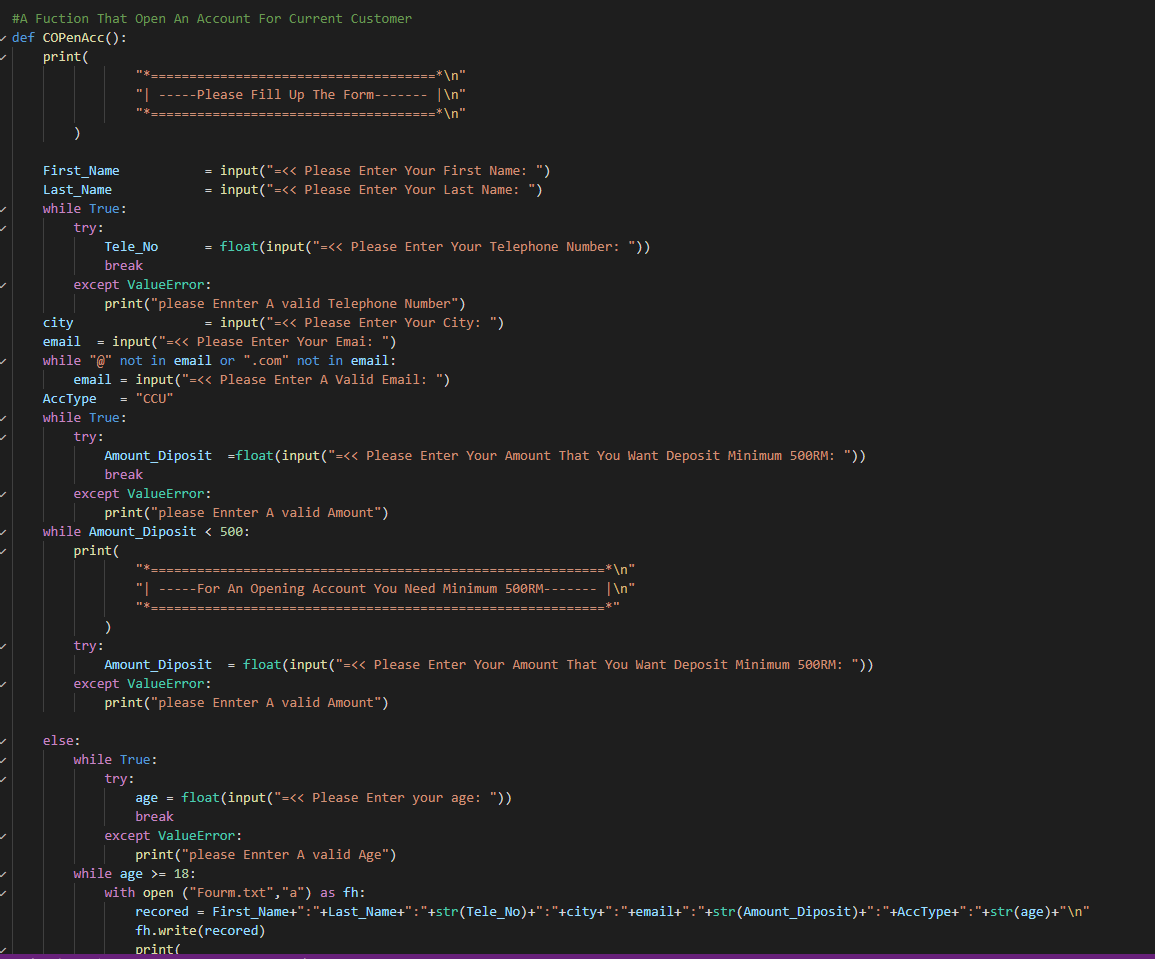 #A Fuction That Open An Account For Current Customer
def COPenAcc():
    print(
            "*=====================================*\n"
            "| -----Please Fill Up The Form------- |\n"
            "*=====================================*\n"
        )
    First_Name           = input("=<< Please Enter Your First Name: ")
    Last_Name            = input("=<< Please Enter Your Last Name: ")
    while True:
        try:
            Tele_No      = float(input("=<< Please Enter Your Telephone Number: "))
            break
        except ValueError:
            print("please Ennter A valid Telephone Number")
    city                 = input("=<< Please Enter Your City: ")
    email  = input("=<< Please Enter Your Emai: ")
    while "@" not in email or ".com" not in email:
        email = input("=<< Please Enter A Valid Email: ")
    AccType   = "CCU"
    while True:
        try:
            Amount_Diposit  =float(input("=<< Please Enter Your Amount That You Want Deposit Minimum 500RM: "))
            break
        except ValueError:
            print("please Ennter A valid Amount")
    while Amount_Diposit < 500:
        print(
                "*===========================================================*\n"
                "| -----For An Opening Account You Need Minimum 500RM------- |\n"
                "*===========================================================*"
            )
        try:
            Amount_Diposit  = float(input("=<< Please Enter Your Amount That You Want Deposit Minimum 500RM: "))
        except ValueError:
            print("please Ennter A valid Amount")
    else:
        while True:
            try:
                age = float(input("=<< Please Enter your age: "))
                break
            except ValueError:
                print("please Ennter A valid Age")
        while age >= 18:
            with open ("Fourm.txt","a") as fh:
                recored = First_Name+":"+Last_Name+":"+str(Tele_No)+":"+city+":"+email+":"+str(Amount_Diposit)+":"+AccType+":"+str(age)+"\n"
                fh.write(recored)
                print(